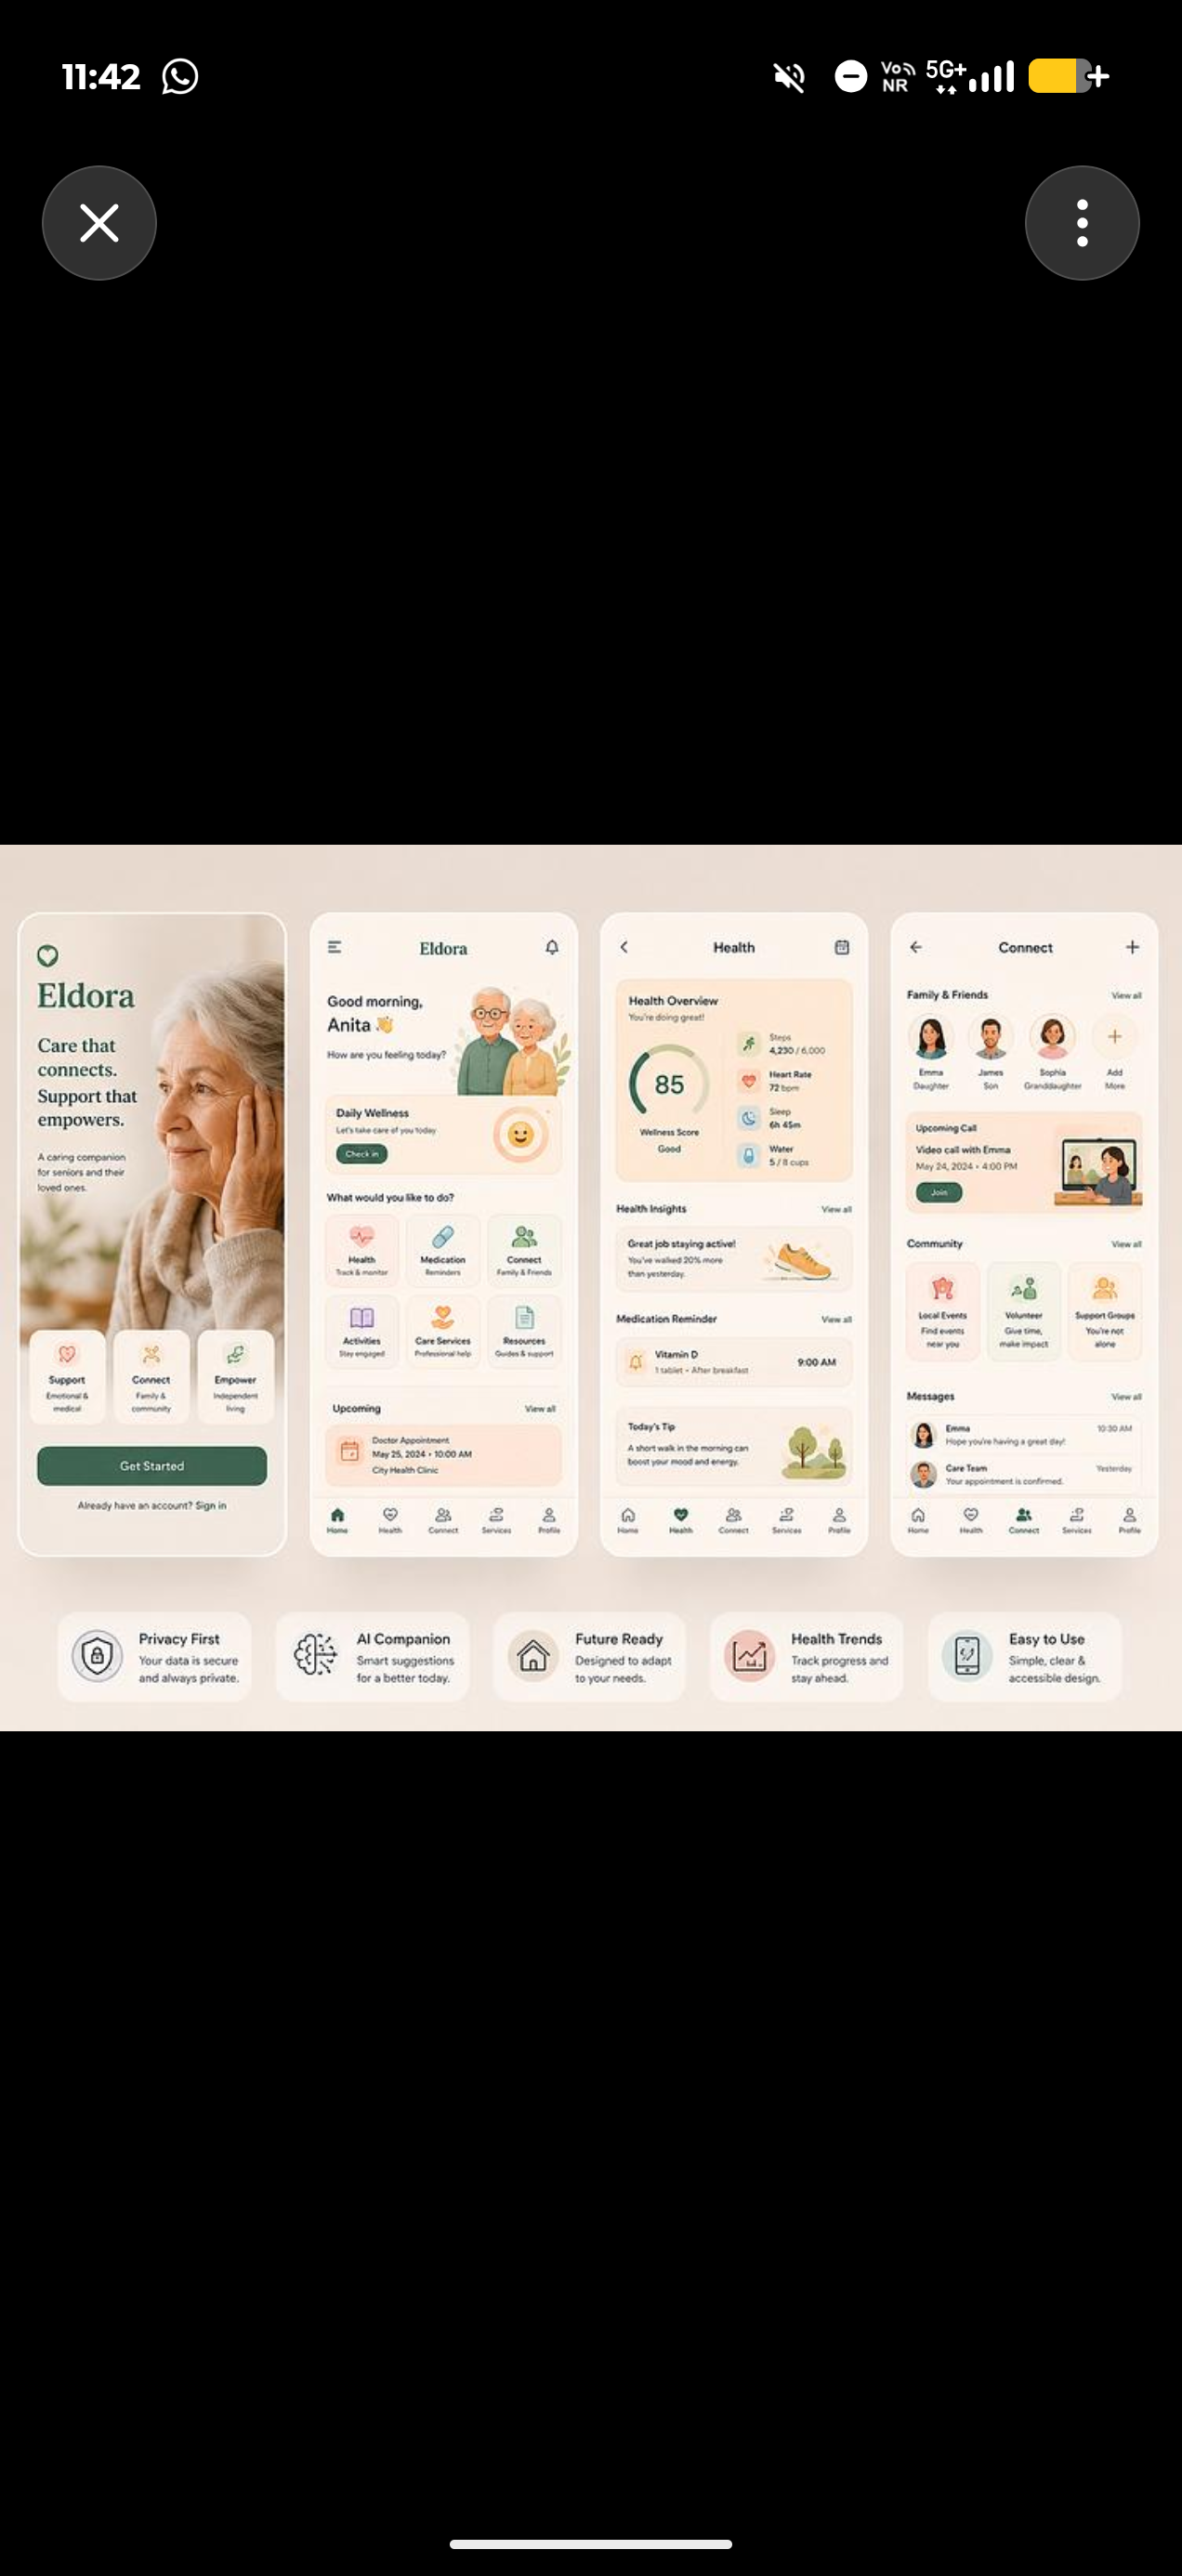 11:42
Vo
NR
5G+
Eldora
Care that
connects.
Support that
empowers.
A caring companion
for seniors and their
loved ones.
Support
Emotional &
medical
Connect
Family &
community
Empower
Independent
living
Get Started
Already have an account? Sign in
Eldora
Good morning,
Anita 👋
How are you feeling today?
Daily Wellness
Let's take care of you today
Check in
What would you like to do?
Health
Track & monitor
Medication
Reminders
Connect
Family & Friends
Activities
Stay engaged
Care Services
Professional help
Resources
Guides & support
Upcoming
View all
Doctor Appointment
May 25, 2024 • 10:00 AM
City Health Clinic
Home
Health
Connect
Services
Profile
Health
Health Overview
You're doing great!
85
Wellness Score
Good
Steps
4,230 / 6,000
Heart Rate
72 bpm
Sleep
6h 45m
Water
5 / 8 cups
Health Insights
View all
Great job staying active!
You've walked 20% more
than yesterday.
Medication Reminder
View all
Vitamin D
1 tablet • After breakfast
9:00 AM
Today's Tip
A short walk in the morning can
boost your mood and energy.
Home
Health
Connect
Services
Profile
Connect
Family & Friends
View all
Emma
Daughter
James
Son
Sophia
Granddaughter
Add
More
Upcoming Call
Video call with Emma
May 24, 2024 • 4:00 PM
Join
Community
View all
Local Events
Find events
near you
Volunteer
Give time,
make impact
Support Groups
You're not
alone
Messages
View all
Emma
10:30 AM
Hope you're having a great day!
Care Team
Yesterday
Your appointment is confirmed.
Home
Health
Connect
Services
Profile
Privacy First
Your data is secure
and always private.
AI Companion
Smart suggestions
for a better today.
Future Ready
Designed to adapt
to your needs.
Health Trends
Track progress and
stay ahead.
Easy to Use
Simple, clear &
accessible design.